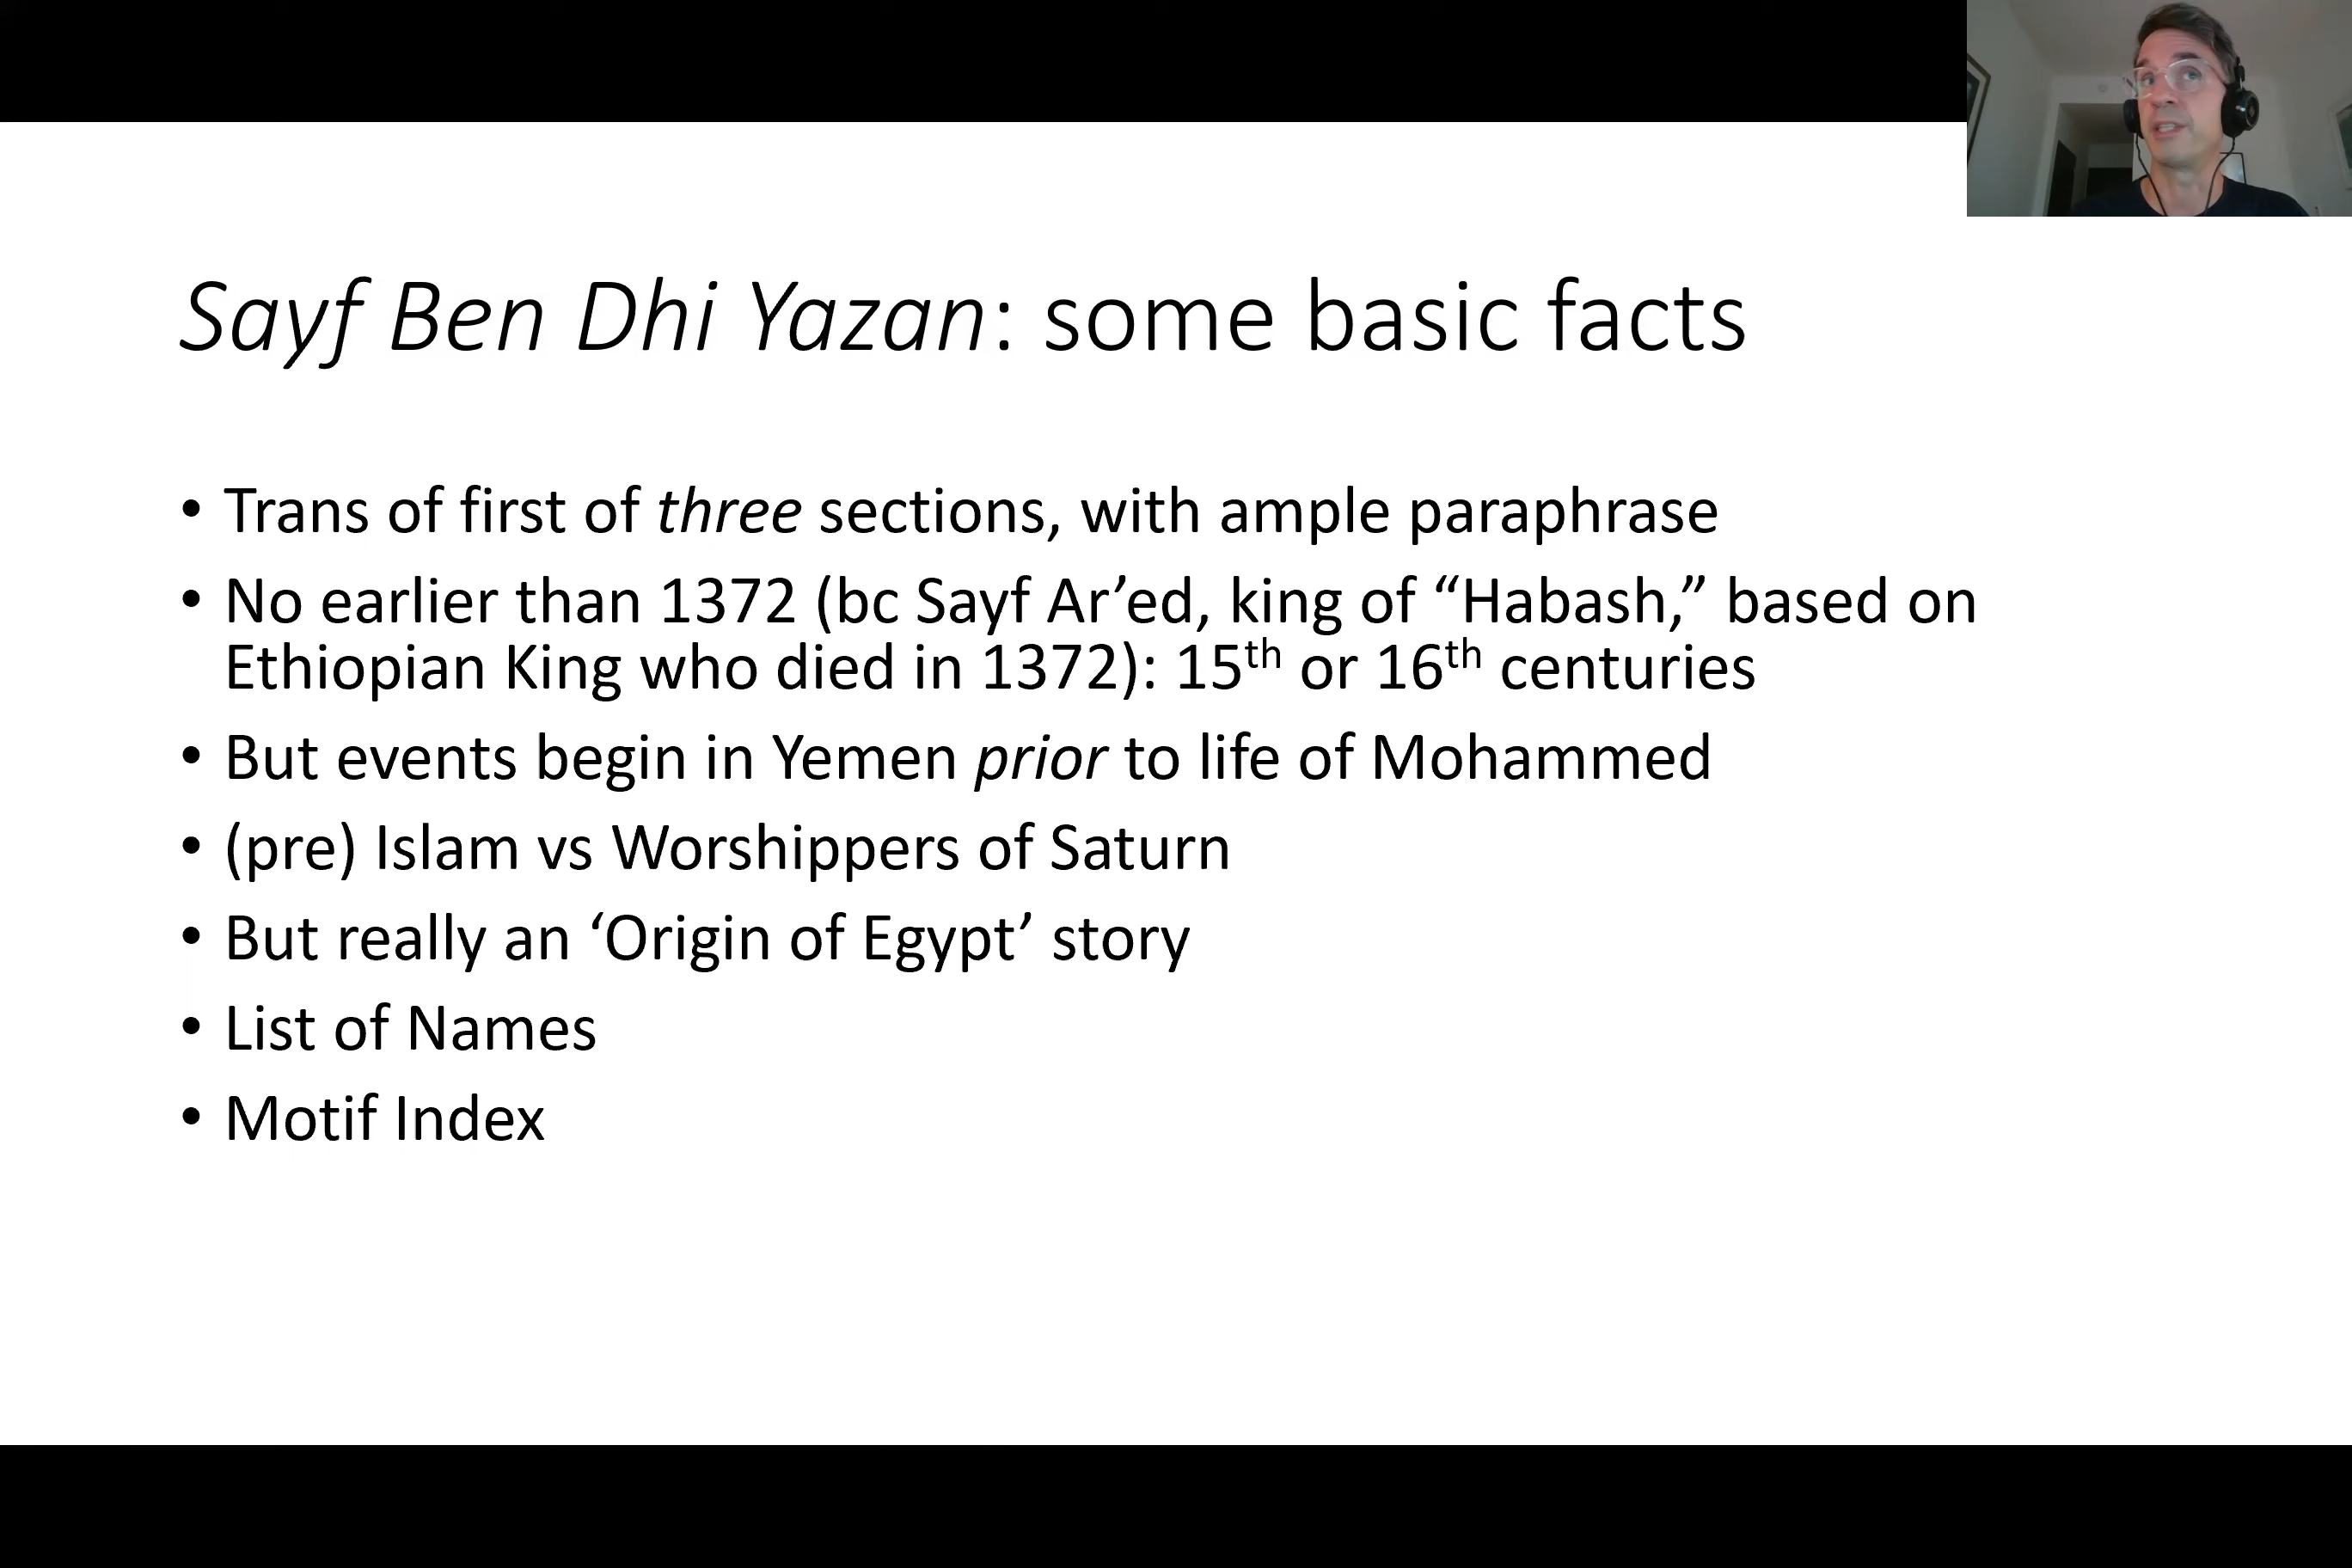 Sayf Ben Dhi Yazan: some basic facts
• Trans of first of three sections, with ample paraphrase
• No earlier than 1372 (bc Sayf Ar’ed, king of “Habash,” based on
Ethiopian King who died in 1372): 15th or 16th centuries
• But events begin in Yemen prior to life of Mohammed
• (pre) Islam vs Worshippers of Saturn
• But really an ‘Origin of Egypt’ story
• List of Names
• Motif Index